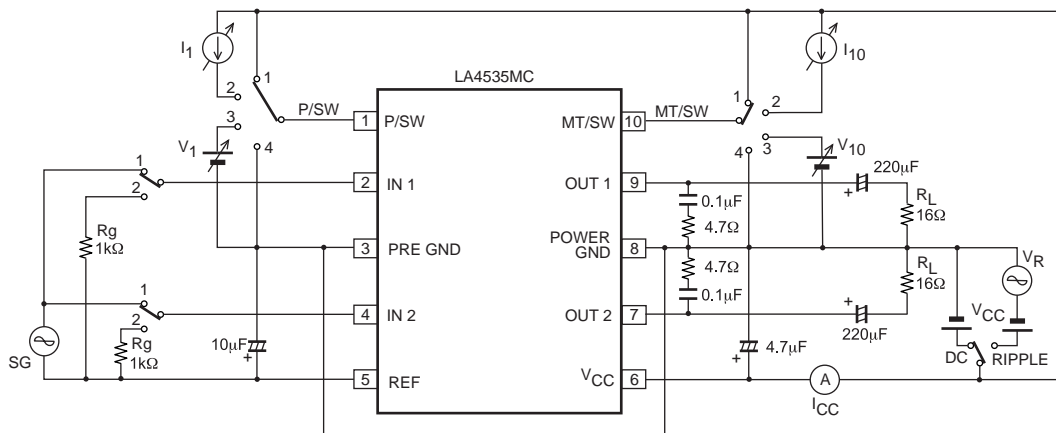 I1
I10
LA4535MC
1
2
3
4
P/SW
1
P/SW
MT/SW
10
MT/SW
1
2
3
4
V1
V10
1
2
2
IN 1
OUT 1
9
220μF
+
0.1μF
4.7Ω
RL
16Ω
Rg
1kΩ
3
PRE GND
POWER
GND
8
4.7Ω
0.1μF
RL
16Ω
VR
1
2
4
IN 2
OUT 2
7
+
220μF
VCC
DC
RIPPLE
SG
Rg
1kΩ
10μF
+
5
REF
VCC
6
4.7μF
+
A
ICC